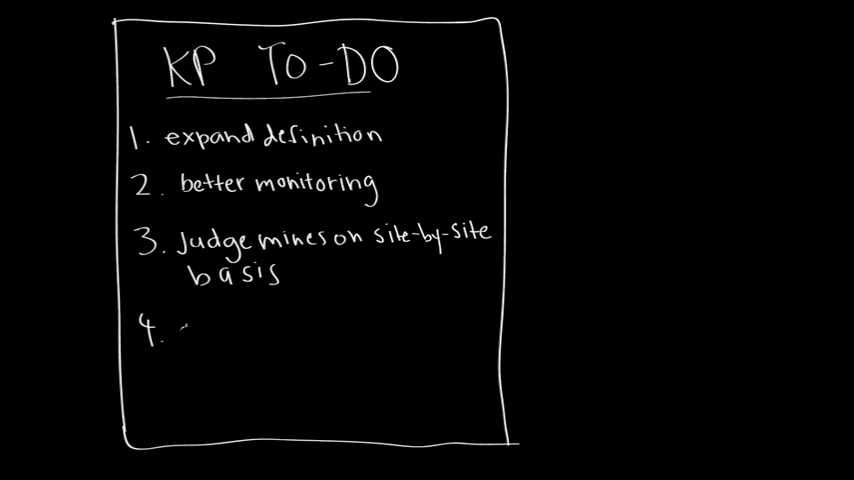 KP TO-DO
1. expand definition
2. better monitoring
3. Judge mines on site-by-site
basis
4.